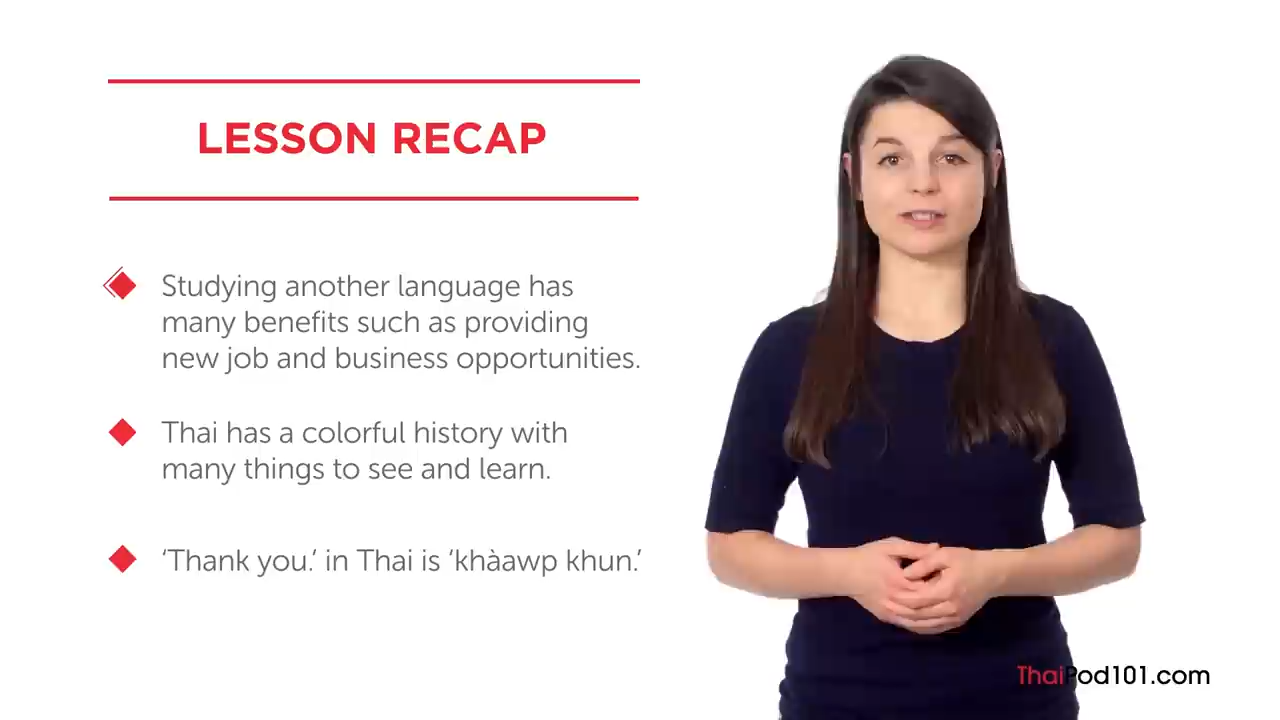 LESSON RECAP
Studying another language has
many benefits such as providing
new job and business opportunities.
Thai has a colorful history with
many things to see and learn.
‘Thank you.’ in Thai is ‘khàawp khun.’
ThaiPod101.com